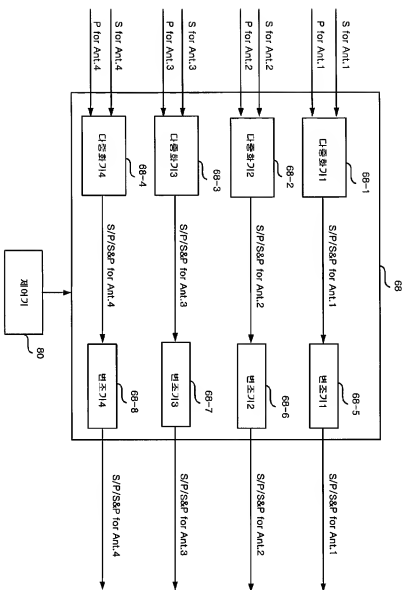 68
S for Ant.1
P for Ant.1
다중화기1
68-1
S/P/S&P for Ant.1
변조기1
68-5
S/P/S&P for Ant.1
S for Ant.2
P for Ant.2
다중화기2
68-2
S/P/S&P for Ant.2
변조기2
68-6
S/P/S&P for Ant.2
S for Ant.3
P for Ant.3
다중화기3
68-3
S/P/S&P for Ant.3
변조기3
68-7
S/P/S&P for Ant.3
S for Ant.4
P for Ant.4
다중화기4
68-4
S/P/S&P for Ant.4
변조기4
68-8
S/P/S&P for Ant.4
제어기
80